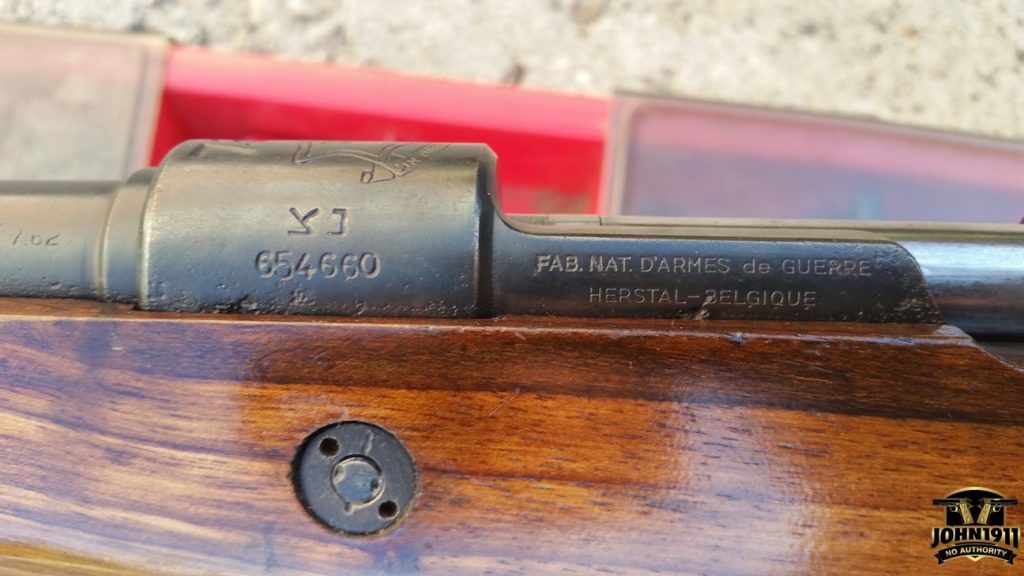 7.62
654660
FAB. NAT. D'ARMES de GUERRE
HERSTAL-BELGIQUE
JOHN1911
NO AUTHORITY